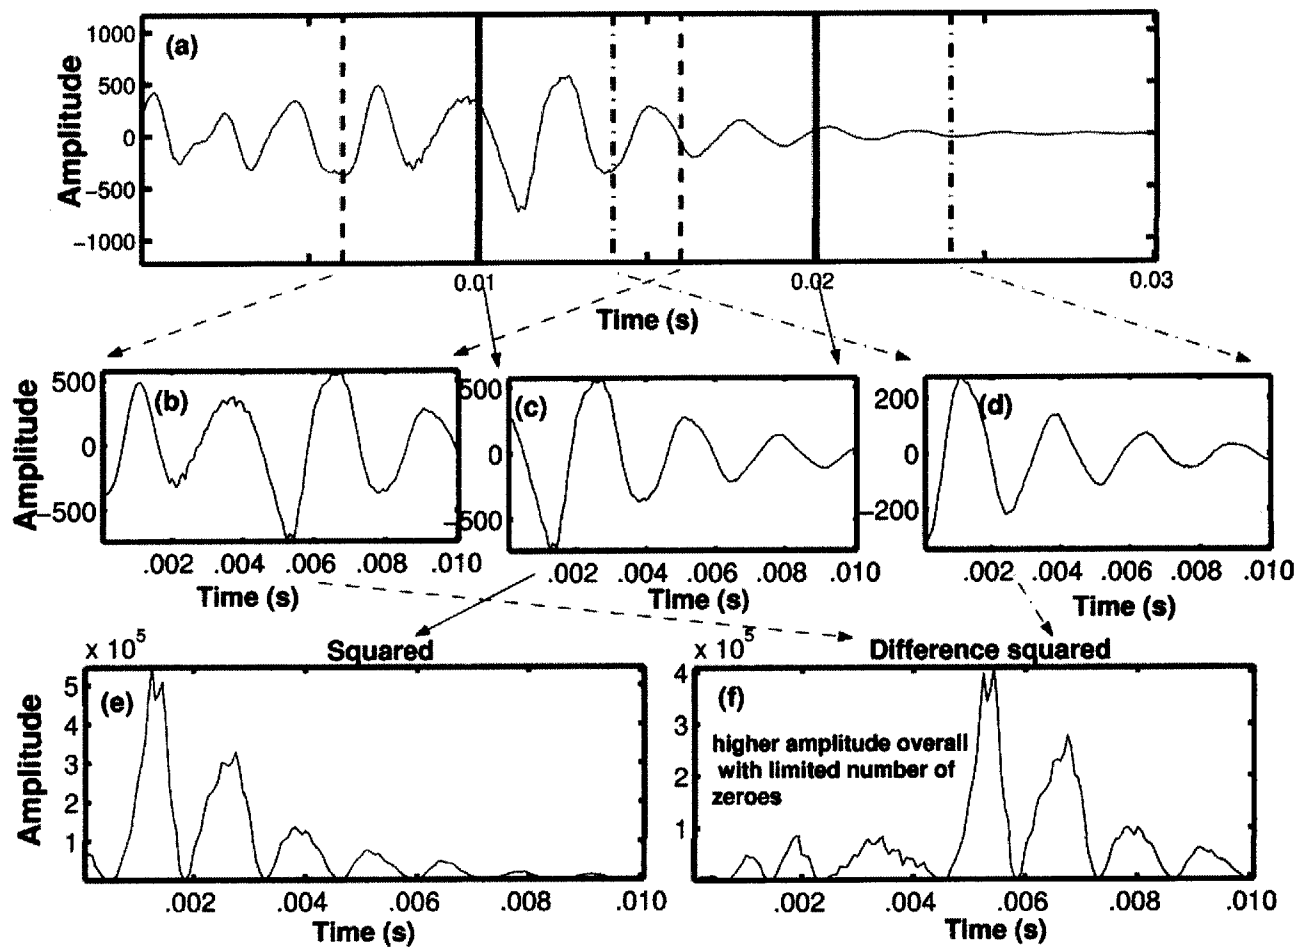 (a)
Amplitude
1000
500
0
−500
−1000
0.01
0.02
0.03
Time (s)
(b)
Amplitude
500
0
−500
.002 .004 .006 .008 .010
Time (s)
(c)
500
0
−500
.002 .004 .006 .008 .010
Time (s)
(d)
200
0
−200
.002 .004 .006 .008 .010
Time (s)
x 10^5
Squared
(e)
Amplitude
5
4
3
2
1
.002 .004 .006 .008 .010
Time (s)
x 10^5
Difference squared
(f)
4
3
2
1
higher amplitude overall
with limited number of
zeroes
.002 .004 .006 .008 .010
Time (s)